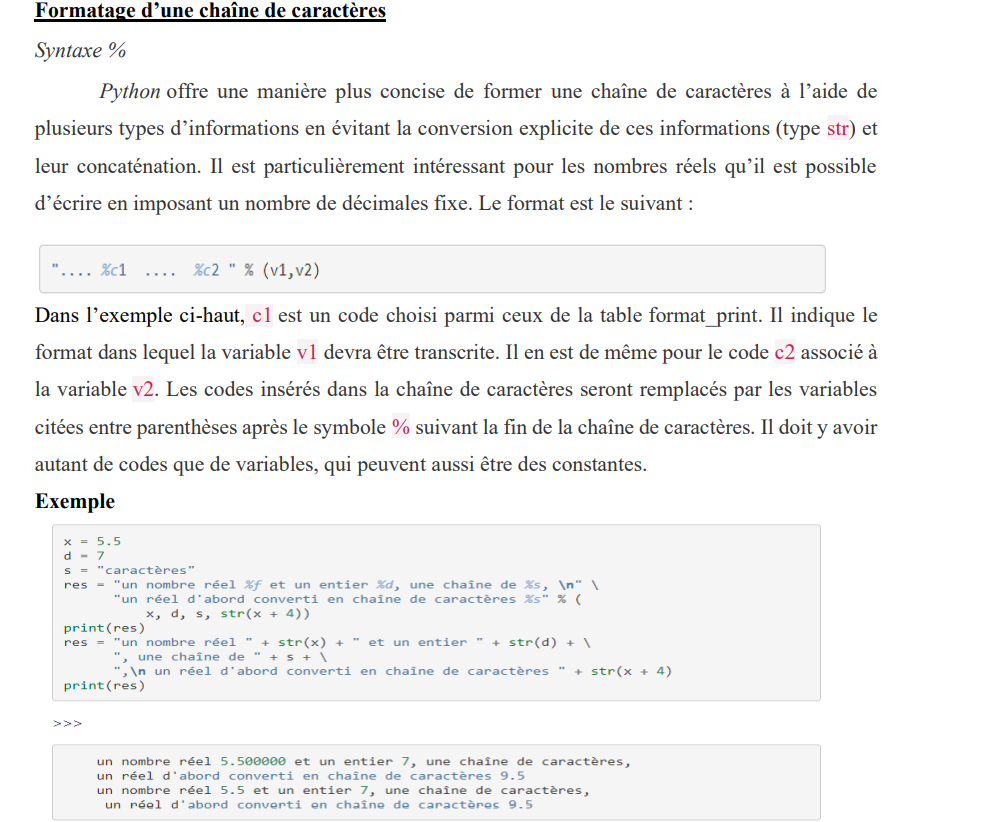 Formatage d’une chaîne de caractères
Syntaxe %
Python offre une manière plus concise de former une chaîne de caractères à l’aide de
plusieurs types d’informations en évitant la conversion explicite de ces informations (type str) et
leur concaténation. Il est particulièrement intéressant pour les nombres réels qu’il est possible
d’écrire en imposant un nombre de décimales fixe. Le format est le suivant :
".... %c1  ....  %c2 " % (v1,v2)
Dans l’exemple ci-haut, c1 est un code choisi parmi ceux de la table format_print. Il indique le
format dans lequel la variable v1 devra être transcrite. Il en est de même pour le code c2 associé à
la variable v2. Les codes insérés dans la chaîne de caractères seront remplacés par les variables
citées entre parenthèses après le symbole % suivant la fin de la chaîne de caractères. Il doit y avoir
autant de codes que de variables, qui peuvent aussi être des constantes.
Exemple
x = 5.5
d = 7
s = "caractères"
res = "un nombre réel %f et un entier %d, une chaîne de %s, \n" \
"un réel d'abord converti en chaîne de caractères %s" % (
x, d, s, str(x + 4))
print(res)
res = "un nombre réel " + str(x) + " et un entier " + str(d) + \
", une chaîne de " + s + \
",\n un réel d'abord converti en chaîne de caractères " + str(x + 4)
print(res)
>>>
un nombre réel 5.500000 et un entier 7, une chaîne de caractères,
un réel d'abord converti en chaîne de caractères 9.5
un nombre réel 5.5 et un entier 7, une chaîne de caractères,
un réel d'abord converti en chaîne de caractères 9.5